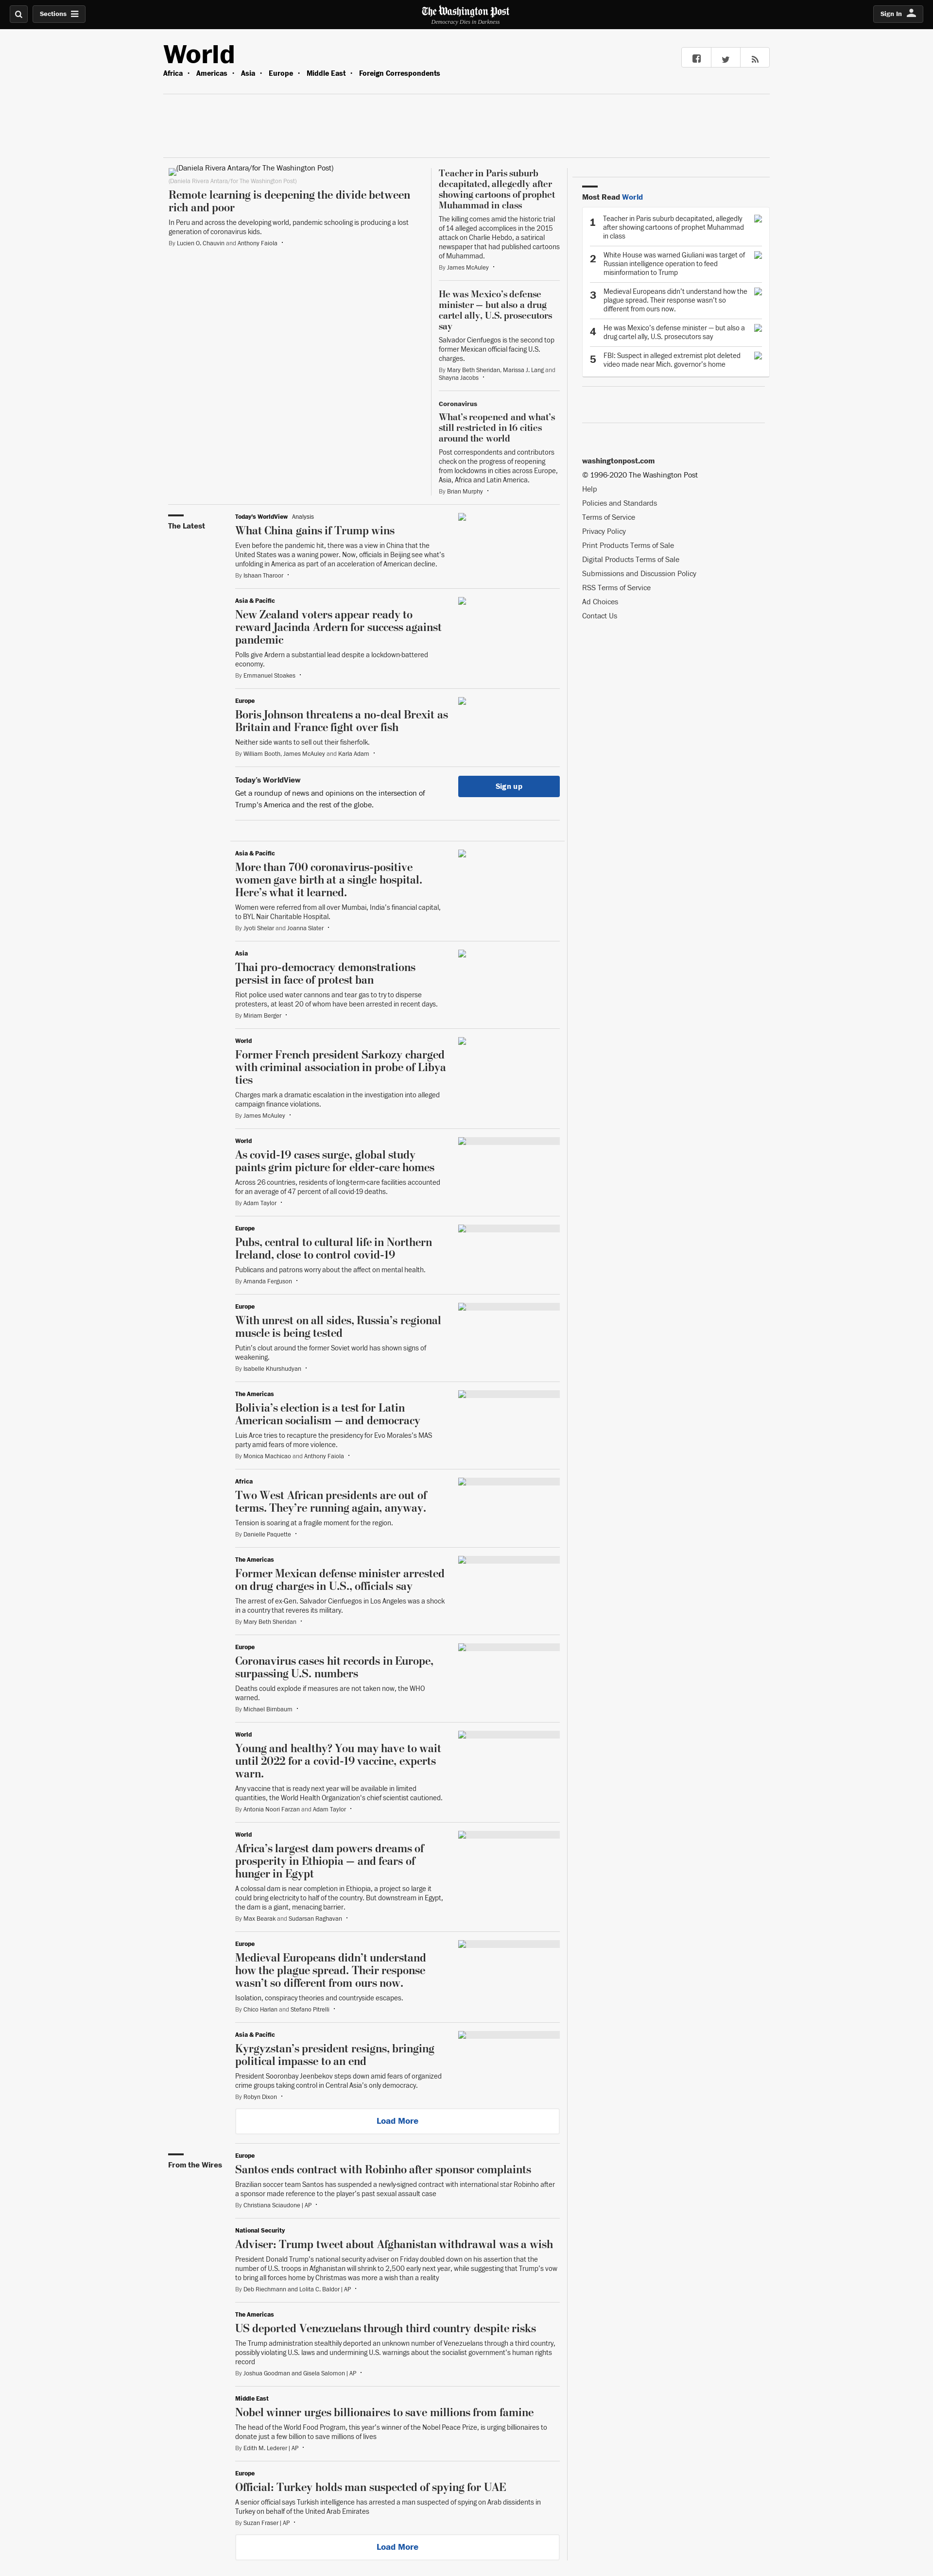 Sections
The Washington Post
Democracy Dies in Darkness
Sign In
World
Africa • Americas • Asia • Europe • Middle East • Foreign Correspondents
(Daniela Rivera Antara/for The Washington Post)
(Daniela Rivera Antara/for The Washington Post)
Remote learning is deepening the divide between
rich and poor
In Peru and across the developing world, pandemic schooling is producing a lost
generation of coronavirus kids.
By Lucien O. Chauvin and Anthony Faiola •
Teacher in Paris suburb
decapitated, allegedly after
showing cartoons of prophet
Muhammad in class
The killing comes amid the historic trial
of 14 alleged accomplices in the 2015
attack on Charlie Hebdo, a satirical
newspaper that had published cartoons
of Muhammad.
By James McAuley •
He was Mexico's defense
minister — but also a drug
cartel ally, U.S. prosecutors
say
Salvador Cienfuegos is the second top
former Mexican official facing U.S.
charges.
By Mary Beth Sheridan, Marissa J. Lang and
Shayna Jacobs •
Coronavirus
What's reopened and what's
still restricted in 16 cities
around the world
Post correspondents and contributors
check on the progress of reopening
from lockdowns in cities across Europe,
Asia, Africa and Latin America.
By Brian Murphy •
Most Read World
1 Teacher in Paris suburb decapitated, allegedly
after showing cartoons of prophet Muhammad
in class
2 White House was warned Giuliani was target of
Russian intelligence operation to feed
misinformation to Trump
3 Medieval Europeans didn't understand how the
plague spread. Their response wasn't so
different from ours now.
4 He was Mexico's defense minister — but also a
drug cartel ally, U.S. prosecutors say
5 FBI: Suspect in alleged extremist plot deleted
video made near Mich. governor's home
washingtonpost.com
© 1996-2020 The Washington Post
Help
Policies and Standards
Terms of Service
Privacy Policy
Print Products Terms of Sale
Digital Products Terms of Sale
Submissions and Discussion Policy
RSS Terms of Service
Ad Choices
Contact Us
The Latest
Today's WorldView Analysis
What China gains if Trump wins
Even before the pandemic hit, there was a view in China that the
United States was a waning power. Now, officials in Beijing see what's
unfolding in America as part of an acceleration of American decline.
By Ishaan Tharoor •
Asia & Pacific
New Zealand voters appear ready to
reward Jacinda Ardern for success against
pandemic
Polls give Ardern a substantial lead despite a lockdown-battered
economy.
By Emmanuel Stoakes •
Europe
Boris Johnson threatens a no-deal Brexit as
Britain and France fight over fish
Neither side wants to sell out their fisherfolk.
By William Booth, James McAuley and Karla Adam •
Today's WorldView
Get a roundup of news and opinions on the intersection of
Trump's America and the rest of the globe.
Sign up
Asia & Pacific
More than 700 coronavirus-positive
women gave birth at a single hospital.
Here's what it learned.
Women were referred from all over Mumbai, India's financial capital,
to BYL Nair Charitable Hospital.
By Jyoti Shelar and Joanna Slater •
Asia
Thai pro-democracy demonstrations
persist in face of protest ban
Riot police used water cannons and tear gas to try to disperse
protesters, at least 20 of whom have been arrested in recent days.
By Miriam Berger •
World
Former French president Sarkozy charged
with criminal association in probe of Libya
ties
Charges mark a dramatic escalation in the investigation into alleged
campaign finance violations.
By James McAuley •
World
As covid-19 cases surge, global study
paints grim picture for elder-care homes
Across 26 countries, residents of long-term-care facilities accounted
for an average of 47 percent of all covid-19 deaths.
By Adam Taylor •
Europe
Pubs, central to cultural life in Northern
Ireland, close to control covid-19
Publicans and patrons worry about the affect on mental health.
By Amanda Ferguson •
Europe
With unrest on all sides, Russia's regional
muscle is being tested
Putin's clout around the former Soviet world has shown signs of
weakening.
By Isabelle Khurshudyan •
The Americas
Bolivia's election is a test for Latin
American socialism — and democracy
Luis Arce tries to recapture the presidency for Evo Morales's MAS
party amid fears of more violence.
By Monica Machicao and Anthony Faiola •
Africa
Two West African presidents are out of
terms. They're running again, anyway.
Tension is soaring at a fragile moment for the region.
By Danielle Paquette •
The Americas
Former Mexican defense minister arrested
on drug charges in U.S., officials say
The arrest of ex-Gen. Salvador Cienfuegos in Los Angeles was a shock
in a country that reveres its military.
By Mary Beth Sheridan •
Europe
Coronavirus cases hit records in Europe,
surpassing U.S. numbers
Deaths could explode if measures are not taken now, the WHO
warned.
By Michael Birnbaum •
World
Young and healthy? You may have to wait
until 2022 for a covid-19 vaccine, experts
warn.
Any vaccine that is ready next year will be available in limited
quantities, the World Health Organization's chief scientist cautioned.
By Antonia Noori Farzan and Adam Taylor •
World
Africa's largest dam powers dreams of
prosperity in Ethiopia — and fears of
hunger in Egypt
A colossal dam is near completion in Ethiopia, a project so large it
could bring electricity to half of the country. But downstream in Egypt,
the dam is a giant, menacing barrier.
By Max Bearak and Sudarsan Raghavan •
Europe
Medieval Europeans didn't understand
how the plague spread. Their response
wasn't so different from ours now.
Isolation, conspiracy theories and countryside escapes.
By Chico Harlan and Stefano Pitrelli •
Asia & Pacific
Kyrgyzstan's president resigns, bringing
political impasse to an end
President Sooronbay Jeenbekov steps down amid fears of organized
crime groups taking control in Central Asia's only democracy.
By Robyn Dixon •
Load More
From the Wires
Europe
Santos ends contract with Robinho after sponsor complaints
Brazilian soccer team Santos has suspended a newly-signed contract with international star Robinho after
a sponsor made reference to the player's past sexual assault case
By Christiana Sciaudone | AP •
National Security
Adviser: Trump tweet about Afghanistan withdrawal was a wish
President Donald Trump's national security adviser on Friday doubled down on his assertion that the
number of U.S. troops in Afghanistan will shrink to 2,500 early next year, while suggesting that Trump's vow
to bring all forces home by Christmas was more a wish than a reality
By Deb Riechmann and Lolita C. Baldor | AP •
The Americas
US deported Venezuelans through third country despite risks
The Trump administration stealthily deported an unknown number of Venezuelans through a third country,
possibly violating U.S. laws and undermining U.S. warnings about the socialist government's human rights
record
By Joshua Goodman and Gisela Salomon | AP •
Middle East
Nobel winner urges billionaires to save millions from famine
The head of the World Food Program, this year's winner of the Nobel Peace Prize, is urging billionaires to
donate just a few billion to save millions of lives
By Edith M. Lederer | AP •
Europe
Official: Turkey holds man suspected of spying for UAE
A senior official says Turkish intelligence has arrested a man suspected of spying on Arab dissidents in
Turkey on behalf of the United Arab Emirates
By Suzan Fraser | AP •
Load More